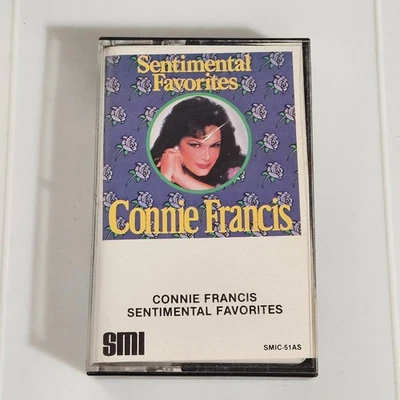 Sentimental
Favorites
Connie Francis
CONNIE FRANCIS
SENTIMENTAL FAVORITES
SMI
SMIC-51AS